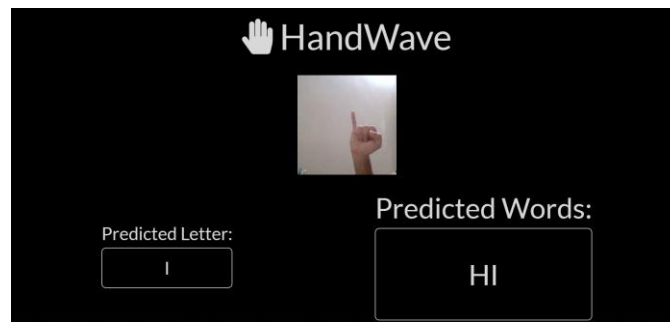 HandWave
Predicted Letter:
I
Predicted Words:
HI